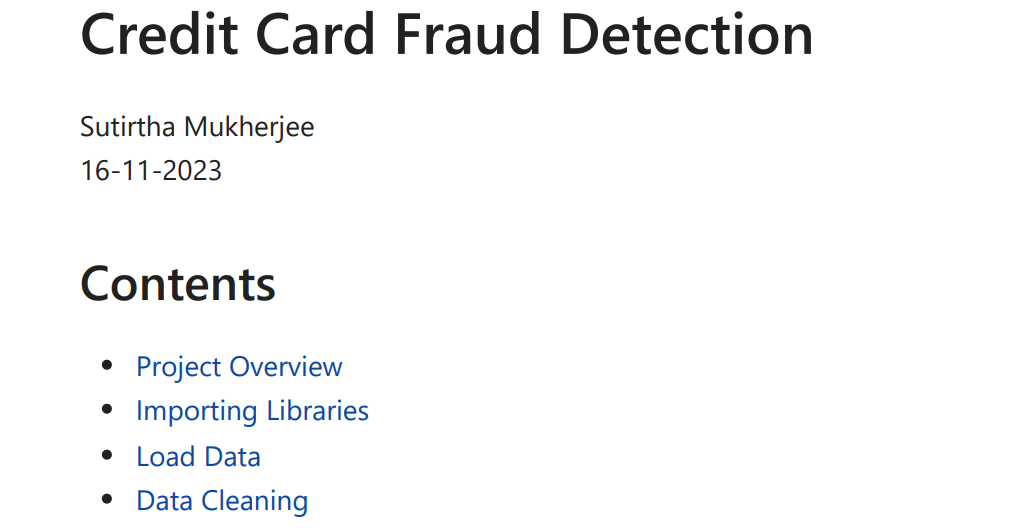 Credit Card Fraud Detection
Sutirtha Mukherjee
16-11-2023
Contents
• Project Overview
• Importing Libraries
• Load Data
• Data Cleaning